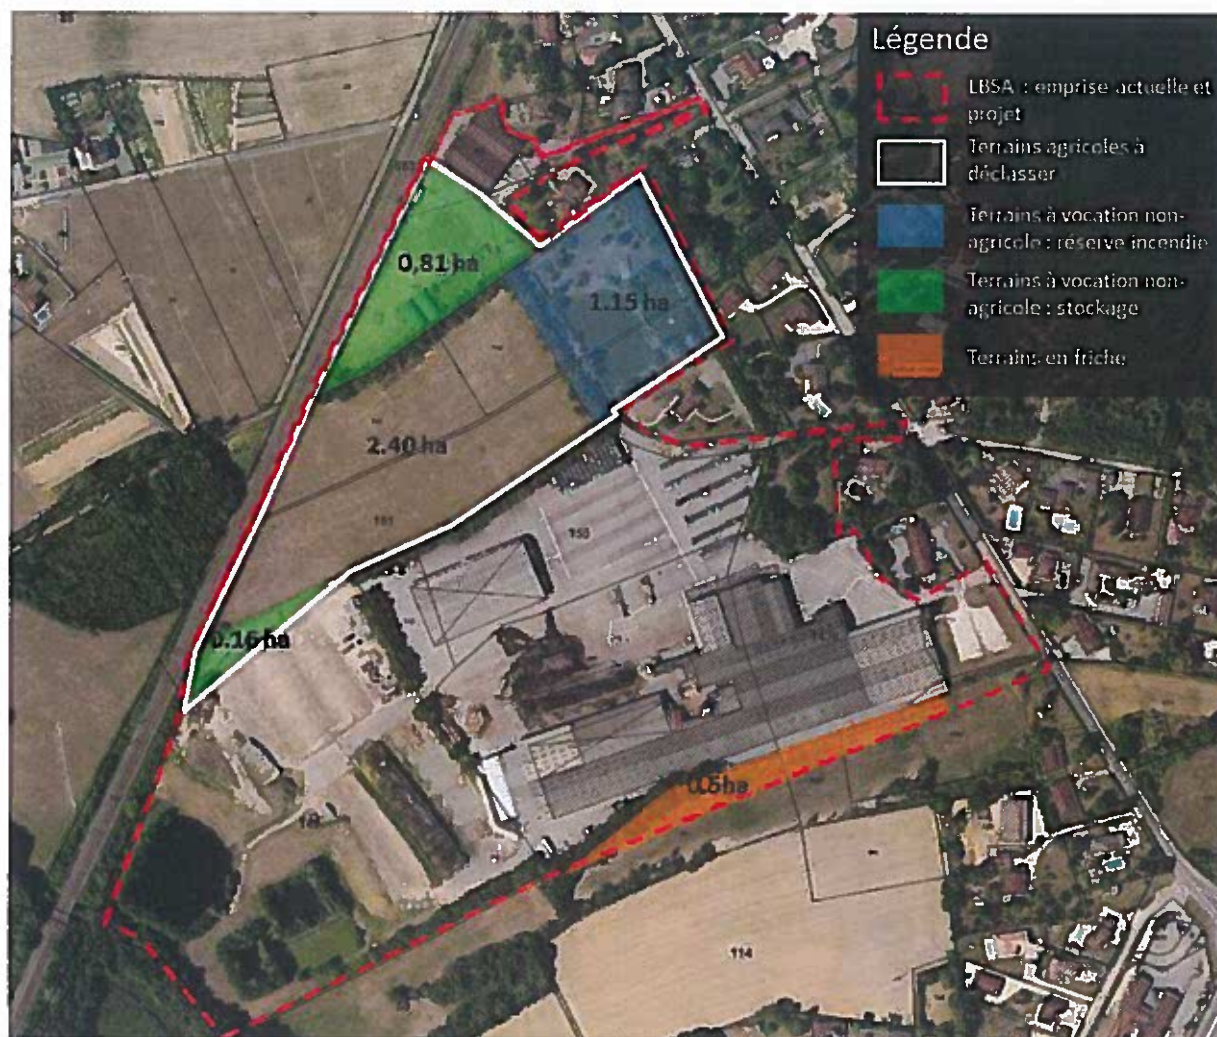 Légende
LBSA : emprise actuelle et
projet
Terrains agricoles à
déclasser
Terrains à vocation non-
agricole : réserve incendie
Terrains à vocation non-
agricole : stockage
Terrains en friche
0,81 ha
1.15 ha
2.40 ha
161
158
0.16 ha
0.5ha
114